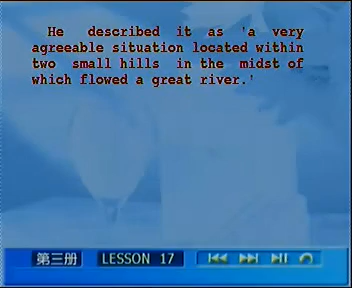 He described it as 'a very
agreeable situation located within
two small hills in the midst of
which flowed a great river.'
第三册 LESSON 17